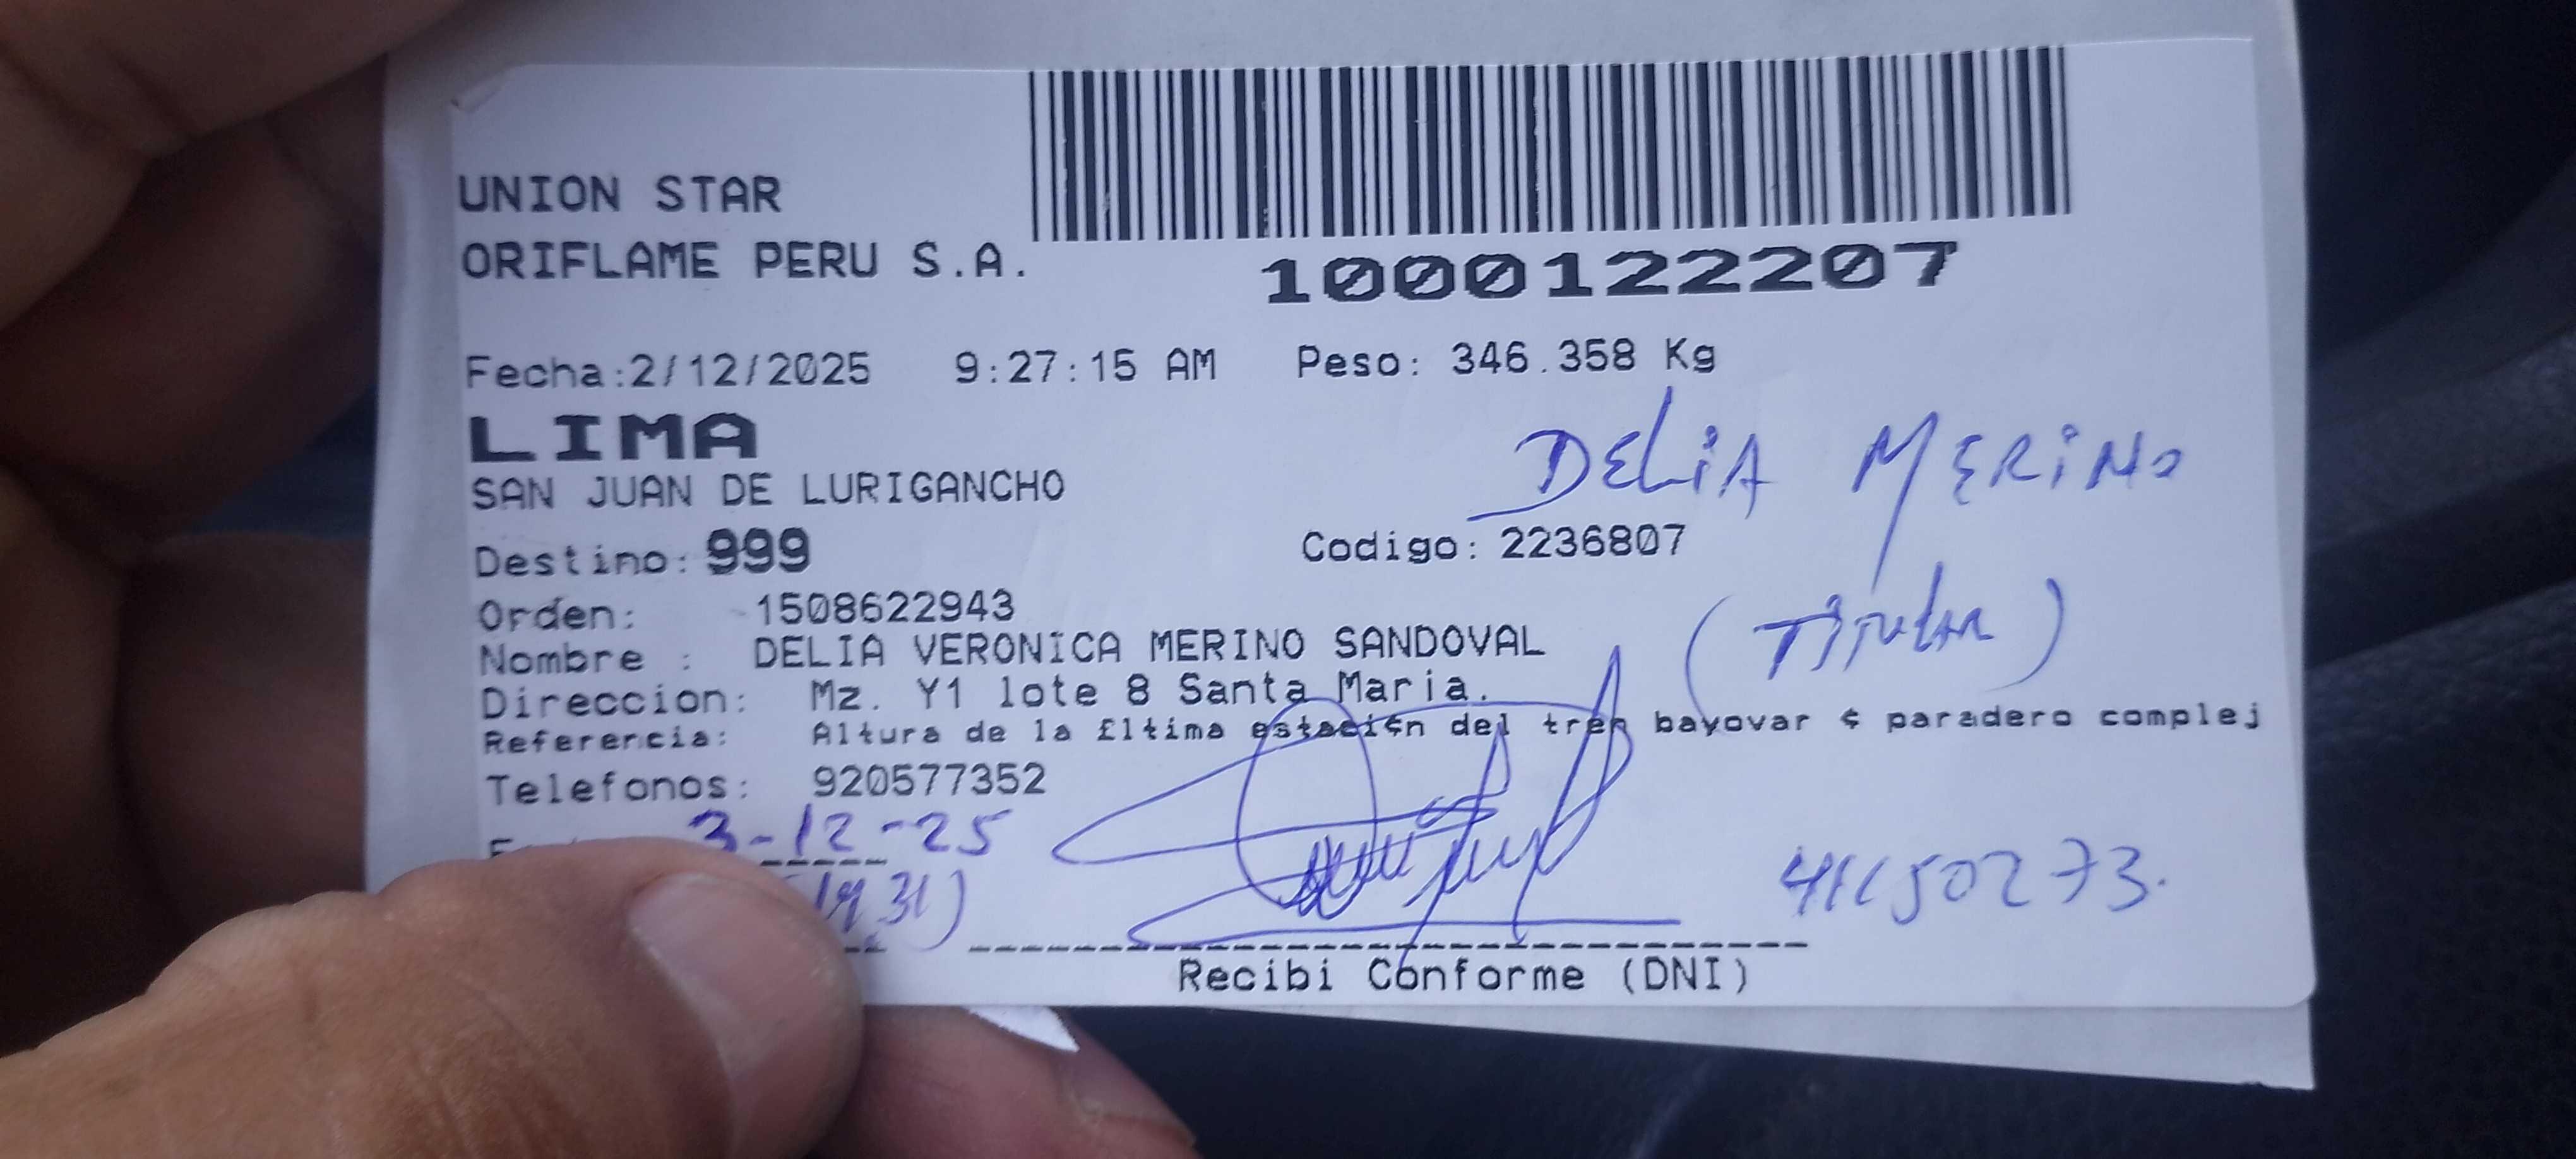 UNION STAR
ORIFLAME PERU S.A.
1000122207
Fecha:2/12/2025 9:27:15 AM Peso: 346.358 Kg
LIMA
SAN JUAN DE LURIGANCHO
DELIA MERINO
Destino: 999 Codigo: 2236807
Orden: 1508622943
(TITULAR)
Nombre : DELIA VERONICA MERINO SANDOVAL
Direccion: Mz. Y1 lote 8 Santa Maria.
Referencia: Altura de la £ltima estaci¢n del tren bayovar $ paradero complej
Telefonos: 920577352
3-12-25
41650273.
Recibi Conforme (DNI)